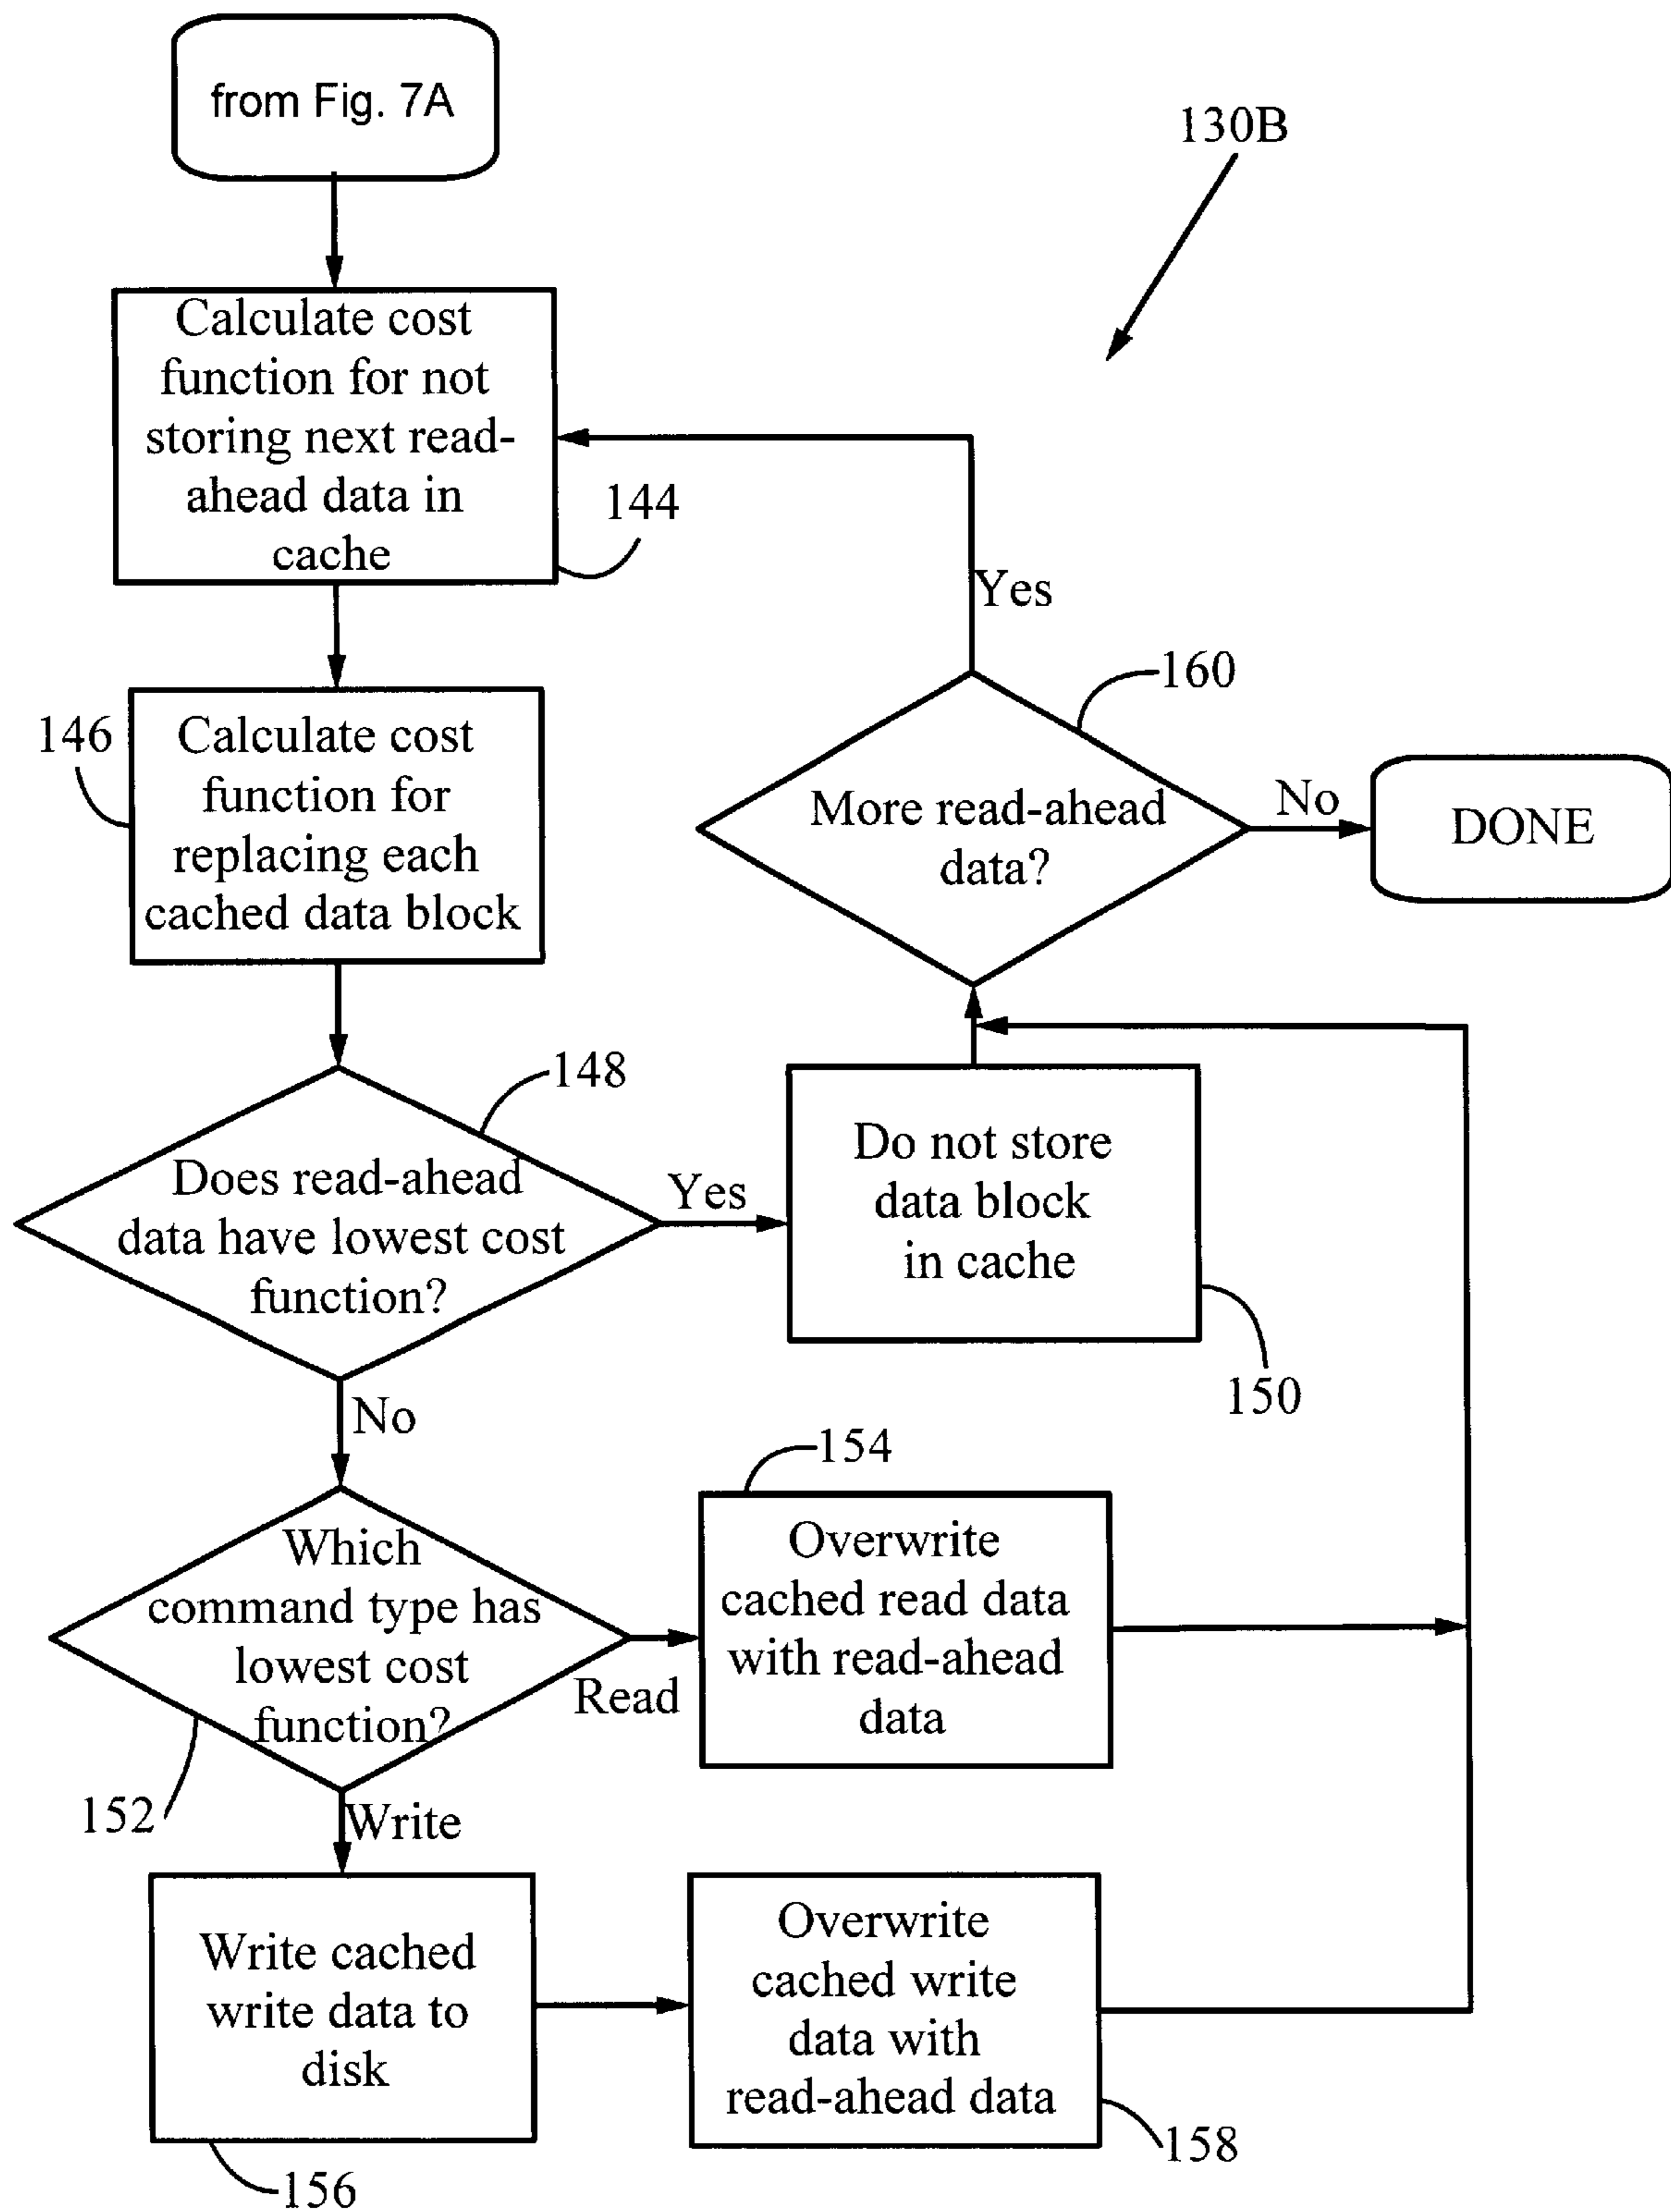 from Fig. 7A
130B
Calculate cost
function for not
storing next read-
ahead data in
cache
144
Yes
160
146
Calculate cost
function for
replacing each
cached data block
More read-ahead
data?
No
DONE
148
Does read-ahead
data have lowest cost
function?
Yes
Do not store
data block
in cache
150
No
154
Which
command type has
lowest cost
function?
Read
Overwrite
cached read data
with read-ahead
data
152
Write
Write cached
write data to
disk
Overwrite
cached write
data with
read-ahead data
158
156